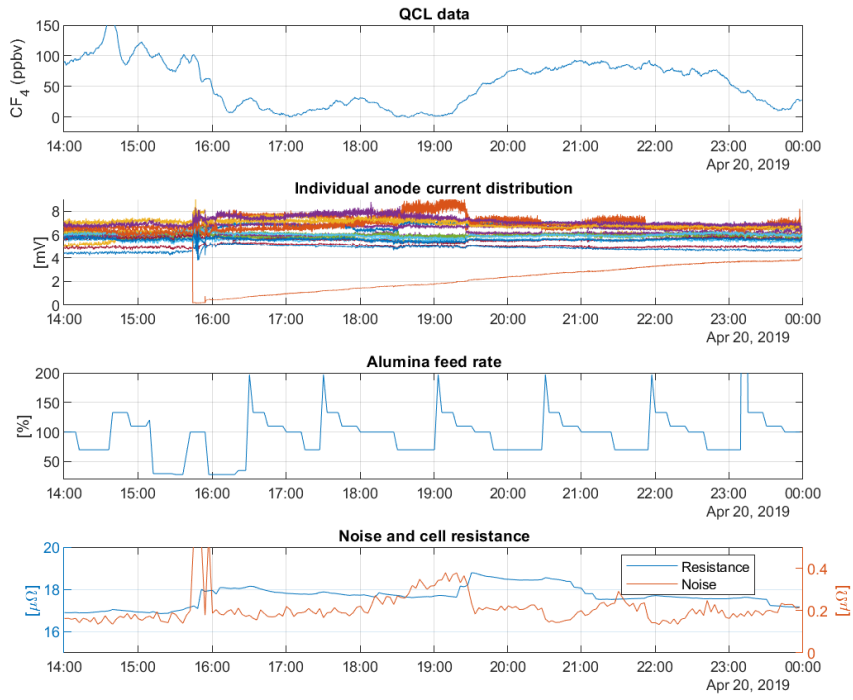 QCL data
CF4 (ppbv)
150
100
50
0
14:00 15:00 16:00 17:00 18:00 19:00 20:00 21:00 22:00 23:00 00:00
Apr 20, 2019
Individual anode current distribution
[mV]
8
6
4
2
0
14:00 15:00 16:00 17:00 18:00 19:00 20:00 21:00 22:00 23:00 00:00
Apr 20, 2019
Alumina feed rate
[%]
200
150
100
50
14:00 15:00 16:00 17:00 18:00 19:00 20:00 21:00 22:00 23:00 00:00
Apr 20, 2019
Noise and cell resistance
[μΩ]
20
18
16
Resistance
Noise
0.4
0.2
0
[μΩ]
14:00 15:00 16:00 17:00 18:00 19:00 20:00 21:00 22:00 23:00 00:00
Apr 20, 2019